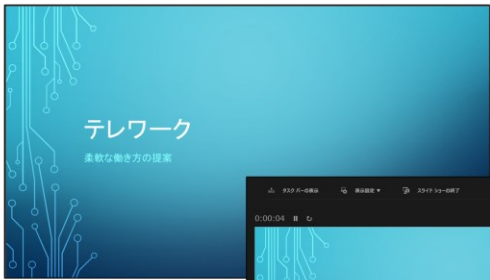 テレワーク
柔軟な働き方の提案
タスク バーの表示
表示設定 ▼
スライド ショーの終了
0:00:04